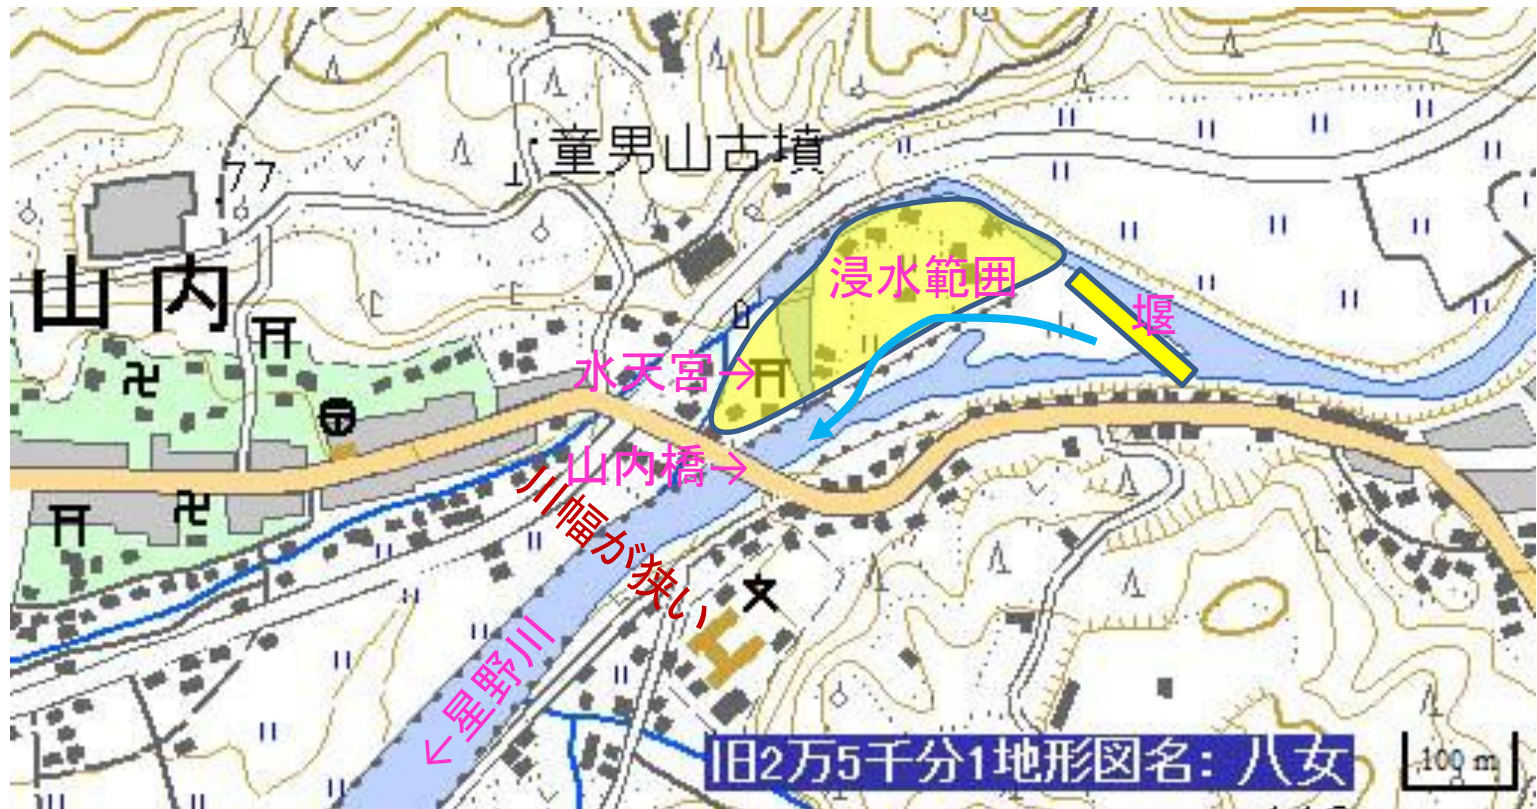 童男山古墳
77
山内
浸水範囲
堰
水天宮→
山内橋→
川幅が狭い
←星野川
旧2万5千分1地形図名：八女
100 m